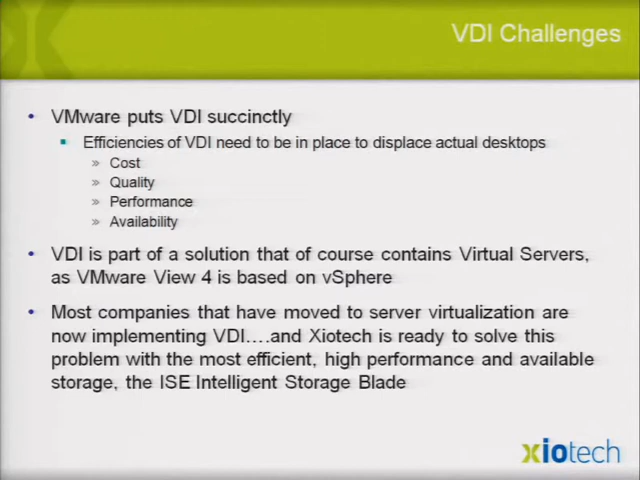 VDI Challenges
• VMware puts VDI succinctly
▪ Efficiencies of VDI need to be in place to displace actual desktops
» Cost
» Quality
» Performance
» Availability
• VDI is part of a solution that of course contains Virtual Servers,
as VMware View 4 is based on vSphere
• Most companies that have moved to server virtualization are
now implementing VDI….and Xiotech is ready to solve this
problem with the most efficient, high performance and available
storage, the ISE Intelligent Storage Blade
xiotech